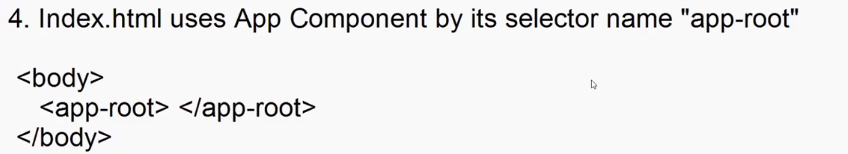 4. Index.html uses App Component by its selector name "app-root"
<body>
<app-root> </app-root>
</body>